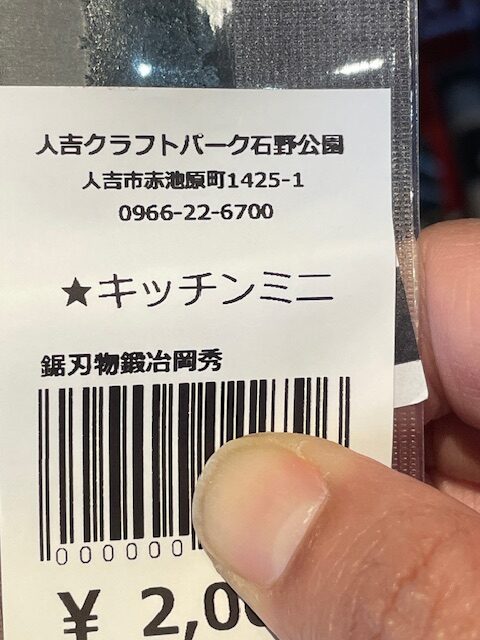 人吉クラフトパーク石野公園
人吉市赤池原町1425-1
0966-22-6700
★キッチンミニ
鋸刃物鍛冶岡秀
000000
¥ 2,0